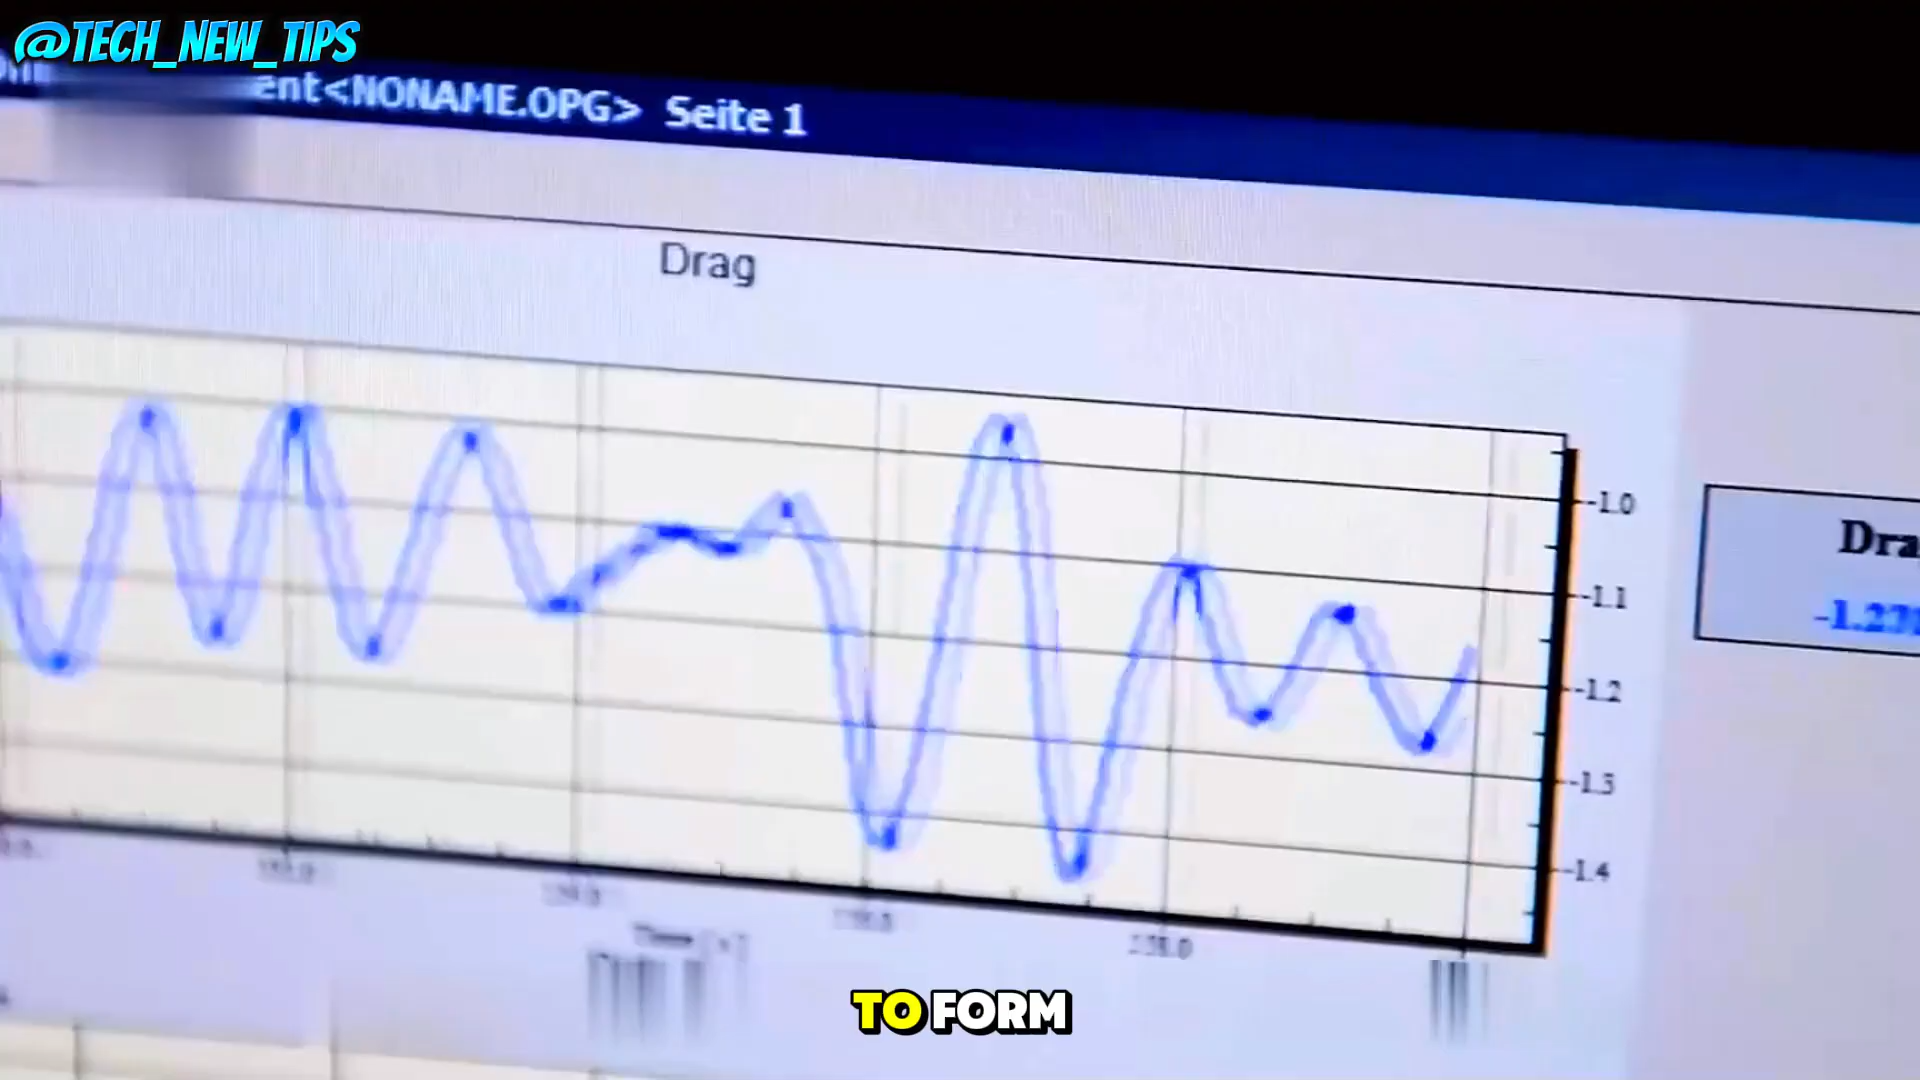 @TECH_NEW_TIPS
ent<NONAME.OPG> Seite 1
Drag
-1.0
-1.1
Dra
-1.2
-1.3
-1.4
Time [s]
TO FORM